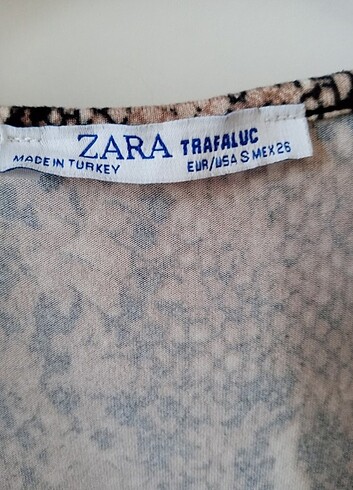 ZARA TRAFALUC
MADE IN TURKEY EUR/USA S MEX 26